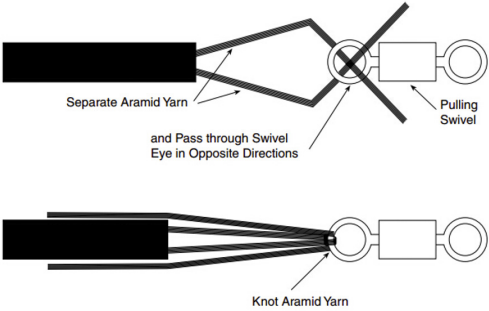 Separate Aramid Yarn
Pulling
Swivel
and Pass through Swivel
Eye in Opposite Directions
Knot Aramid Yarn